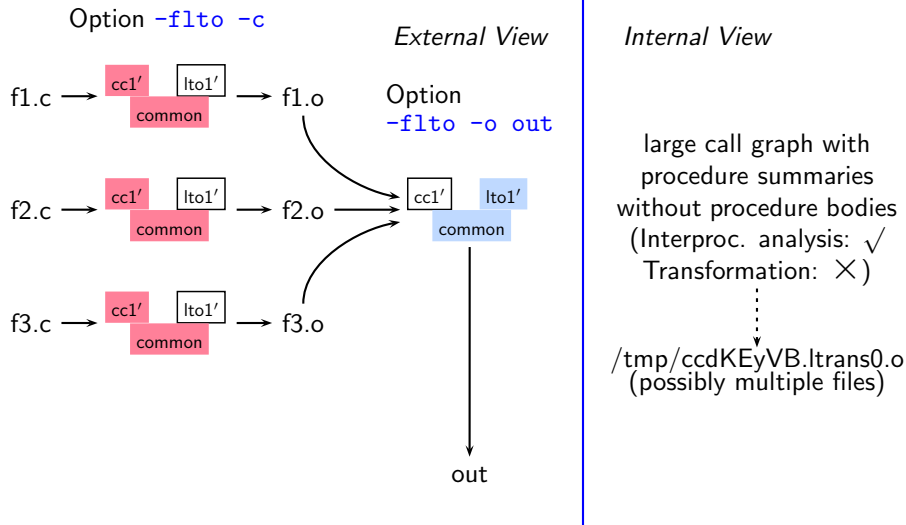 Option -flto -c
External View
Internal View
f1.c
cc1′
lto1′
common
f1.o
Option
-flto -o out
f2.c
cc1′
lto1′
common
f2.o
cc1′
lto1′
common
f3.c
cc1′
lto1′
common
f3.o
out
large call graph with
procedure summaries
without procedure bodies
(Interproc. analysis: √
Transformation: ×)
/tmp/ccdKEyVB.ltrans0.o
(possibly multiple files)